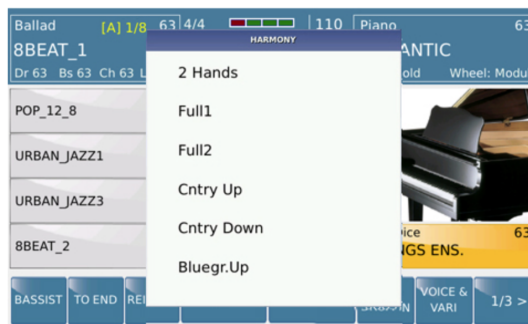 Ballad [A] 1/8 63 4/4 110 Piano 63
8BEAT_1 ANTIC
Dr 63 Bs 63 Ch 63 L old Wheel: Modu
HARMONY
2 Hands
Full1
Full2
Cntry Up
Cntry Down
Bluegr.Up
POP_12_8
URBAN_JAZZ1
URBAN_JAZZ3
8BEAT_2
ice 63
GS ENS.
BASSIST TO END REI VOICE & VARI 1/3 >